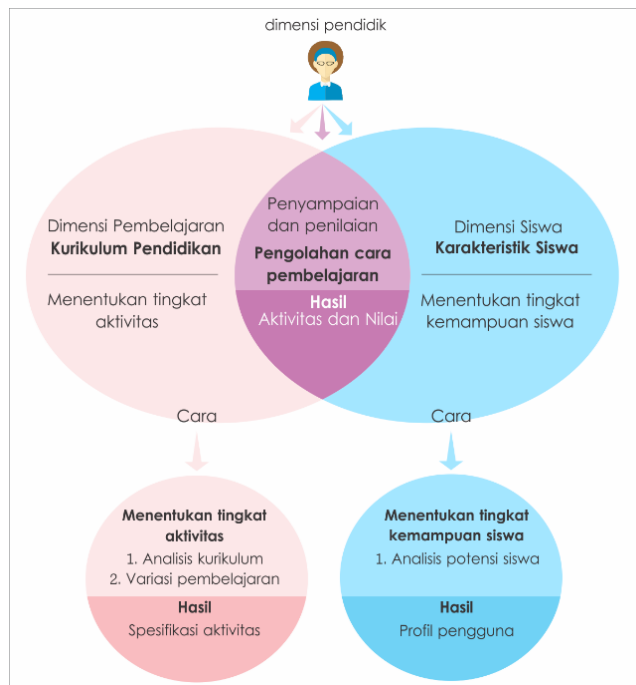 dimensi pendidik
Dimensi Pembelajaran
Kurikulum Pendidikan
Menentukan tingkat
aktivitas
Penyampaian
dan penilaian
Pengolahan cara
pembelajaran
Hasil
Aktivitas dan Nilai
Dimensi Siswa
Karakteristik Siswa
Menentukan tingkat
kemampuan siswa
Cara
Cara
Menentukan tingkat
aktivitas
1. Analisis kurikulum
2. Variasi pembelajaran
Hasil
Spesifikasi aktivitas
Menentukan tingkat
kemampuan siswa
1. Analisis potensi siswa
Hasil
Profil pengguna